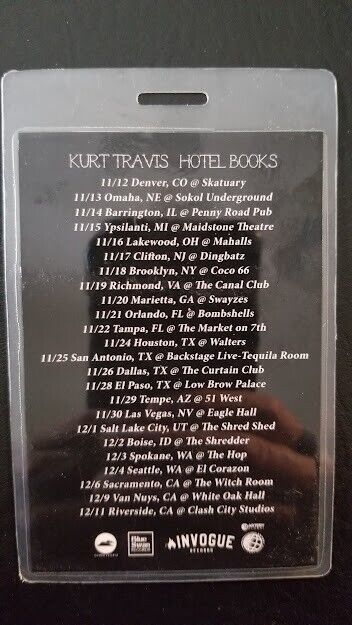 KURT TRAVIS HOTEL BOOKS
11/12 Denver, CO @ Skatuary
11/13 Omaha, NE @ Sokol Underground
11/14 Barrington, IL @ Penny Road Pub
11/15 Ypsilanti, MI @ Maidstone Theatre
11/16 Lakewood, OH @ Mahalls
11/17 Clifton, NJ @ Dingbatz
11/18 Brooklyn, NY @ Coco 66
11/19 Richmond, VA @ The Canal Club
11/20 Marietta, GA @ Swayzes
11/21 Orlando, FL @ Bombshells
11/22 Tampa, FL @ The Market on 7th
11/24 Houston, TX @ Walters
11/25 San Antonio, TX @ Backstage Live-Tequila Room
11/26 Dallas, TX @ The Curtain Club
11/28 El Paso, TX @ Low Brow Palace
11/29 Tempe, AZ @ 51 West
11/30 Las Vegas, NV @ Eagle Hall
12/1 Salt Lake City, UT @ The Shred Shed
12/2 Boise, ID @ The Shredder
12/3 Spokane, WA @ The Hop
12/4 Seattle, WA @ El Corazon
12/6 Sacramento, CA @ The Witch Room
12/9 Van Nuys, CA @ White Oak Hall
12/11 Riverside, CA @ Clash City Studios
Blue
Swan
RECORDS
INVOGUE
RECORDS